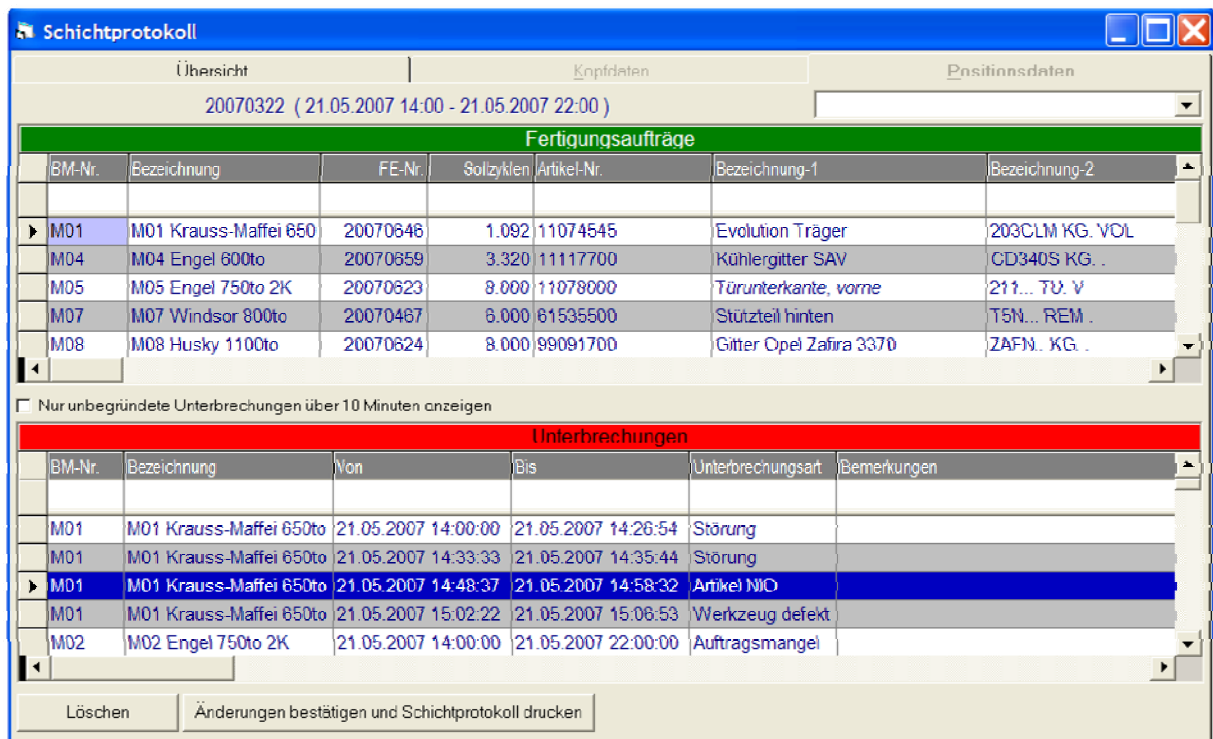 Schichtprotokoll
Übersicht Kopfdaten Positionsdaten
20070322 ( 21.05.2007 14:00 - 21.05.2007 22:00 )
Fertigungsaufträge
BM-Nr. Bezeichnung FE-Nr. Sollzyklen Artikel-Nr. Bezeichnung-1 Bezeichnung-2
M01 M01 Krauss-Maffei 650 20070646 1.092 11074545 Evolution Träger 203CLM KG. VOL
M04 M04 Engel 600to 20070659 3.320 11117700 Kühlergitter SAV CD340S KG. .
M05 M05 Engel 750to 2K 20070623 8.000 11078000 Türunterkante, vorne 211... TU. V
M07 M07 Windsor 800to 20070467 6.000 61535500 Stützteil hinten T5N... REM .
M08 M08 Husky 1100to 20070624 8.000 99091700 Gitter Opel Zafira 3370 ZAFN.. KG. .
Nur unbegründete Unterbrechungen über 10 Minuten anzeigen
Unterbrechungen
BM-Nr. Bezeichnung Von Bis Unterbrechungsart Bemerkungen
M01 M01 Krauss-Maffei 650to 21.05.2007 14:00:00 21.05.2007 14:26:54 Störung
M01 M01 Krauss-Maffei 650to 21.05.2007 14:33:33 21.05.2007 14:35:44 Störung
M01 M01 Krauss-Maffei 650to 21.05.2007 14:48:37 21.05.2007 14:58:32 Artikel NIO
M01 M01 Krauss-Maffei 650to 21.05.2007 15:02:22 21.05.2007 15:06:53 Werkzeug defekt
M02 M02 Engel 750to 2K 21.05.2007 14:00:00 21.05.2007 22:00:00 Auftragsmangel
Löschen Änderungen bestätigen und Schichtprotokoll drucken